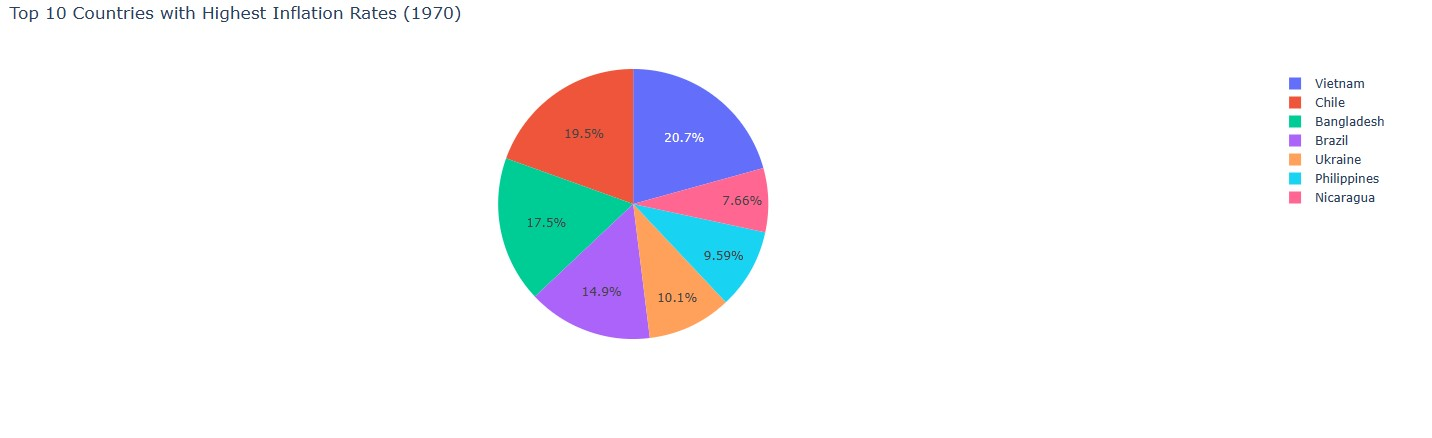 Top 10 Countries with Highest Inflation Rates (1970)
19.5%
20.7%
7.66%
17.5%
9.59%
14.9%
10.1%
Vietnam
Chile
Bangladesh
Brazil
Ukraine
Philippines
Nicaragua